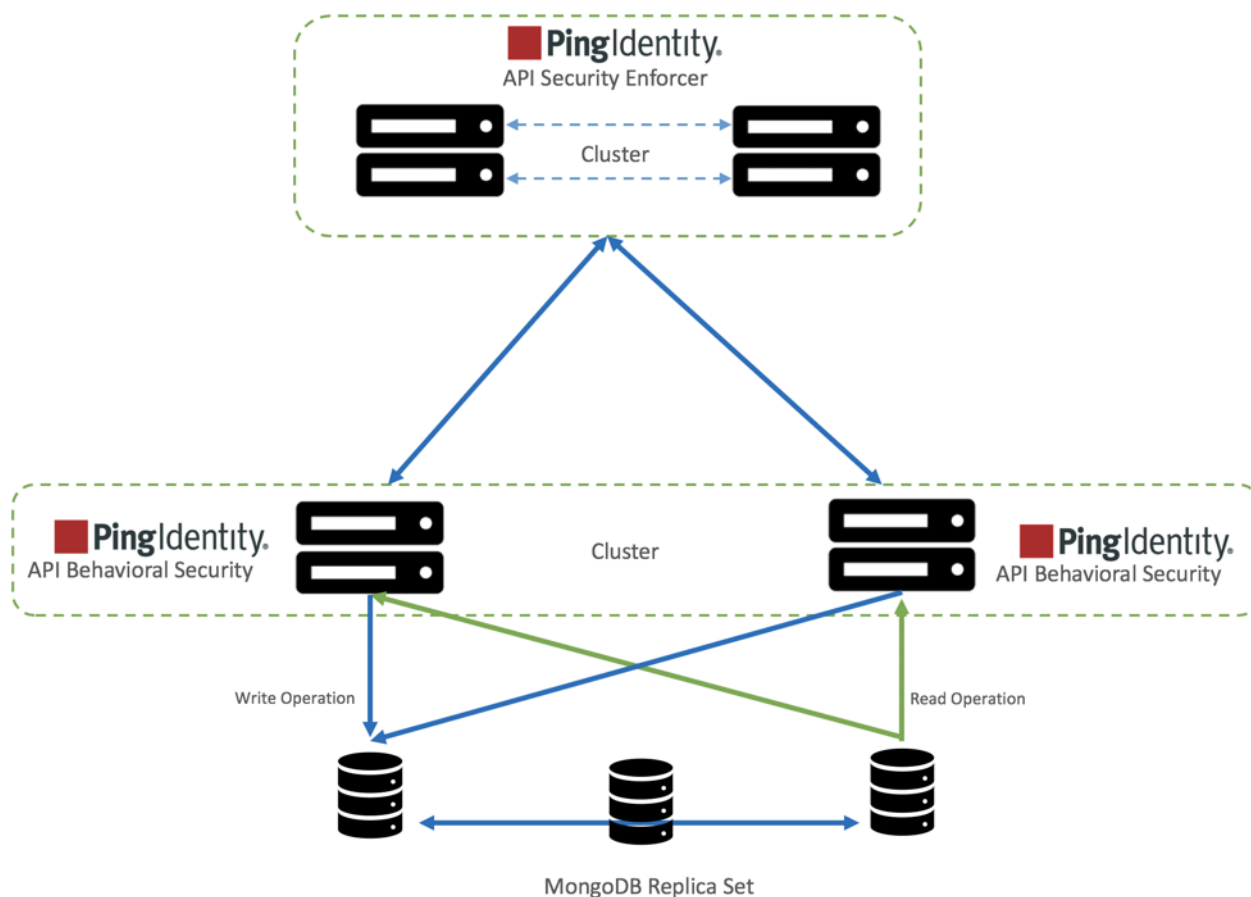 PingIdentity®
API Security Enforcer
Cluster
PingIdentity®
API Behavioral Security
Cluster
PingIdentity®
API Behavioral Security
Write Operation
Read Operation
MongoDB Replica Set